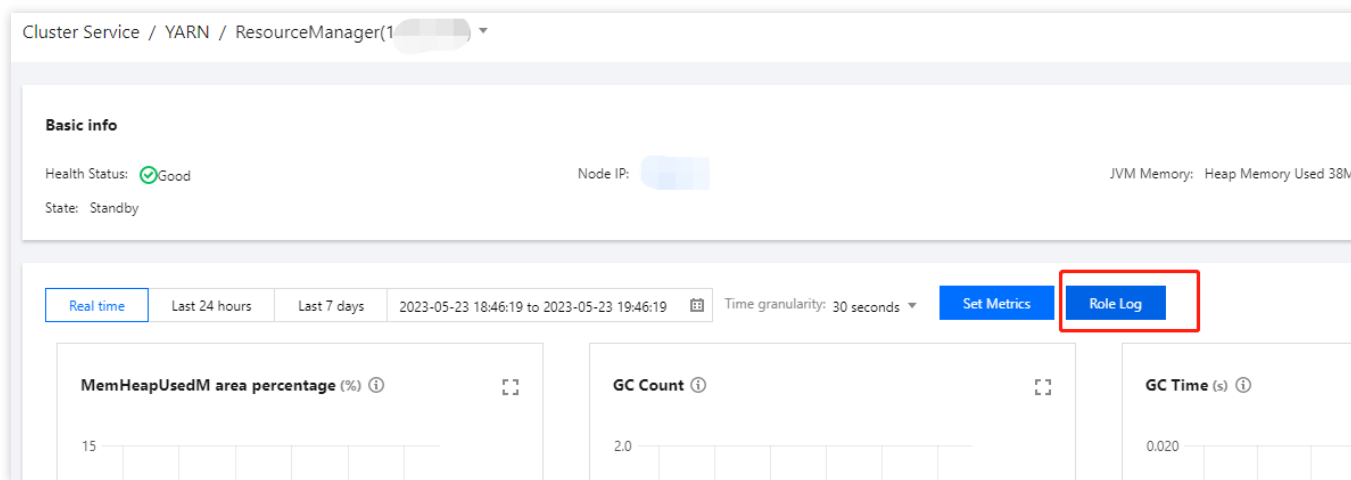 Cluster Service / YARN / ResourceManager(1 )
Basic info
Health Status: Good Node IP: JVM Memory: Heap Memory Used 38M
State: Standby
Real time Last 24 hours Last 7 days 2023-05-23 18:46:19 to 2023-05-23 19:46:19 Time granularity: 30 seconds Set Metrics Role Log
MemHeapUsedM area percentage (%) GC Count GC Time (s)
15 2.0 0.020